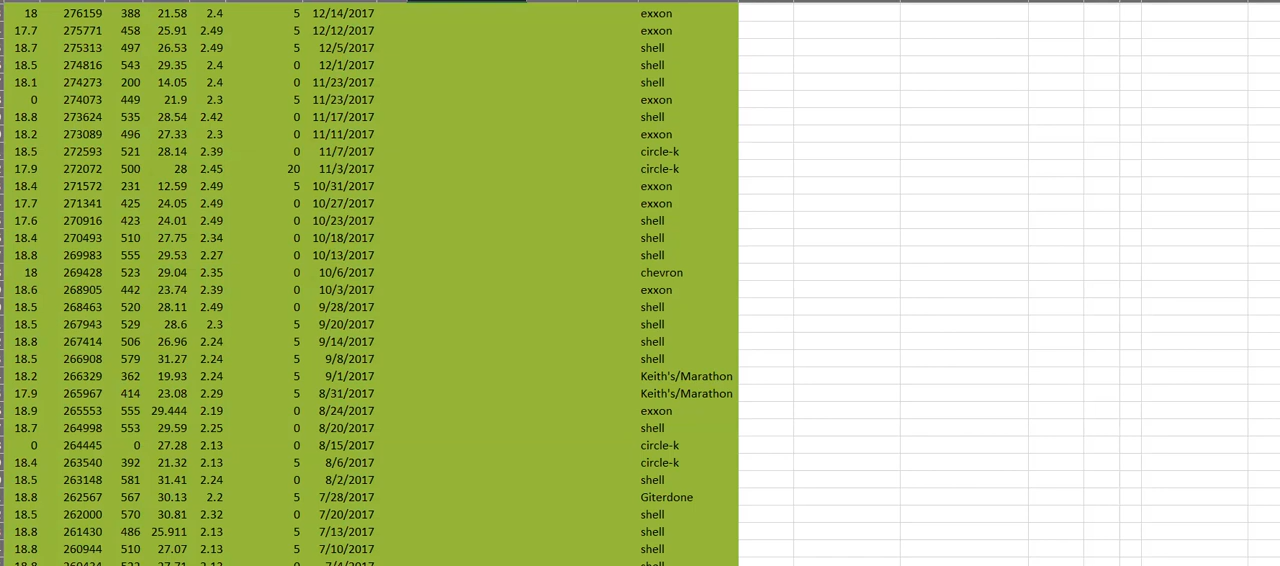 18 276159 388 21.58 2.4 5 12/14/2017 exxon
17.7 275771 458 25.91 2.49 5 12/12/2017 exxon
18.7 275313 497 26.53 2.49 5 12/5/2017 shell
18.5 274816 543 29.35 2.4 0 12/1/2017 shell
18.1 274273 200 14.05 2.4 0 11/23/2017 shell
0 274073 449 21.9 2.3 5 11/23/2017 exxon
18.8 273624 535 28.54 2.42 0 11/17/2017 shell
18.2 273089 496 27.33 2.3 0 11/11/2017 exxon
18.5 272593 521 28.14 2.39 0 11/7/2017 circle-k
17.9 272072 500 28 2.45 20 11/3/2017 circle-k
18.4 271572 231 12.59 2.49 5 10/31/2017 exxon
17.7 271341 425 24.05 2.49 0 10/27/2017 exxon
17.6 270916 423 24.01 2.49 0 10/23/2017 shell
18.4 270493 510 27.75 2.34 0 10/18/2017 shell
18.8 269983 555 29.53 2.27 0 10/13/2017 shell
18 269428 523 29.04 2.35 0 10/6/2017 chevron
18.6 268905 442 23.74 2.39 0 10/3/2017 exxon
18.5 268463 520 28.11 2.49 0 9/28/2017 shell
18.5 267943 529 28.6 2.3 5 9/20/2017 shell
18.8 267414 506 26.96 2.24 5 9/14/2017 shell
18.5 266908 579 31.27 2.24 5 9/8/2017 shell
18.2 266329 362 19.93 2.24 5 9/1/2017 Keith's/Marathon
17.9 265967 414 23.08 2.29 5 8/31/2017 Keith's/Marathon
18.9 265553 555 29.444 2.19 0 8/24/2017 exxon
18.7 264998 553 29.59 2.25 0 8/20/2017 shell
0 264445 0 27.28 2.13 0 8/15/2017 circle-k
18.4 263540 392 21.32 2.13 5 8/6/2017 circle-k
18.5 263148 581 31.41 2.24 0 8/2/2017 shell
18.8 262567 567 30.13 2.2 5 7/28/2017 Giterdone
18.5 262000 570 30.81 2.32 0 7/20/2017 shell
18.8 261430 486 25.911 2.13 5 7/13/2017 shell
18.8 260944 510 27.07 2.13 5 7/10/2017 shell
18.8 260434 522 27.71 2.13 0 7/4/2017 shell